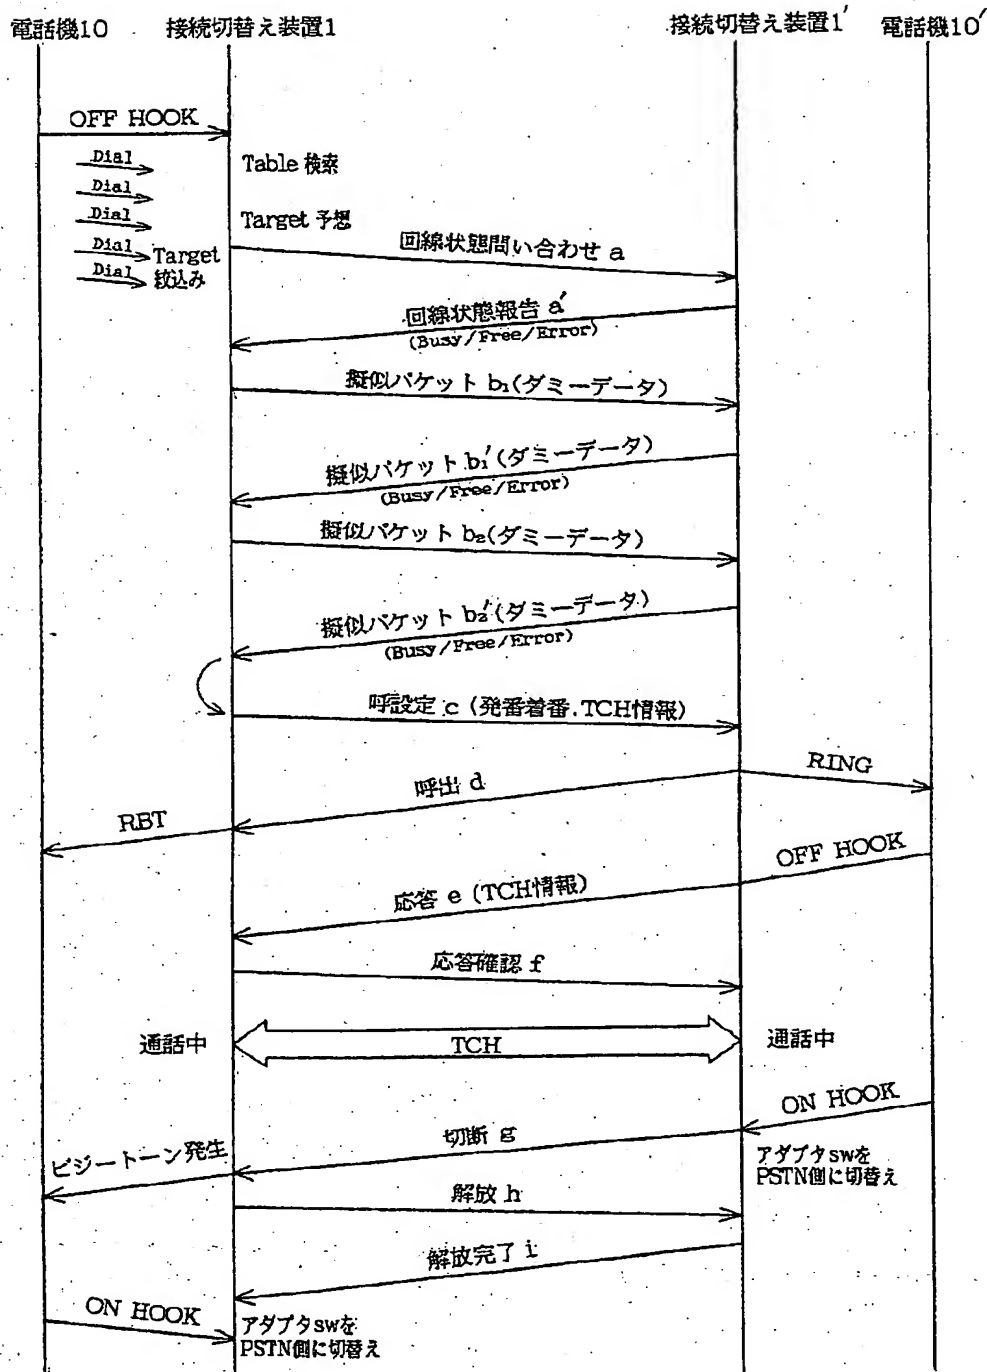 電話機10
接続切替え装置1
接続切替え装置1′
電話機10′
OFF HOOK
Dial
Table 検索
Dial
Dial
Target 予想
Dial
Target
回線状態問い合わせ a
Dial
絞込み
回線状態報告 a′
(Busy/Free/Error)
擬似パケット b₁(ダミーデータ)
擬似パケット b₁′(ダミーデータ)
(Busy/Free/Error)
擬似パケット b₂(ダミーデータ)
擬似パケット b₂′(ダミーデータ)
(Busy/Free/Error)
呼設定 c (発番着番.TCH情報)
RING
呼出 d
RBT
OFF HOOK
応答 e (TCH情報)
応答確認 f
通話中
TCH
通話中
ON HOOK
切断 g
ビジートーン発生
アダプタswを
PSTN側に切替え
解放 h
解放完了 i
ON HOOK
アダプタswを
PSTN側に切替え